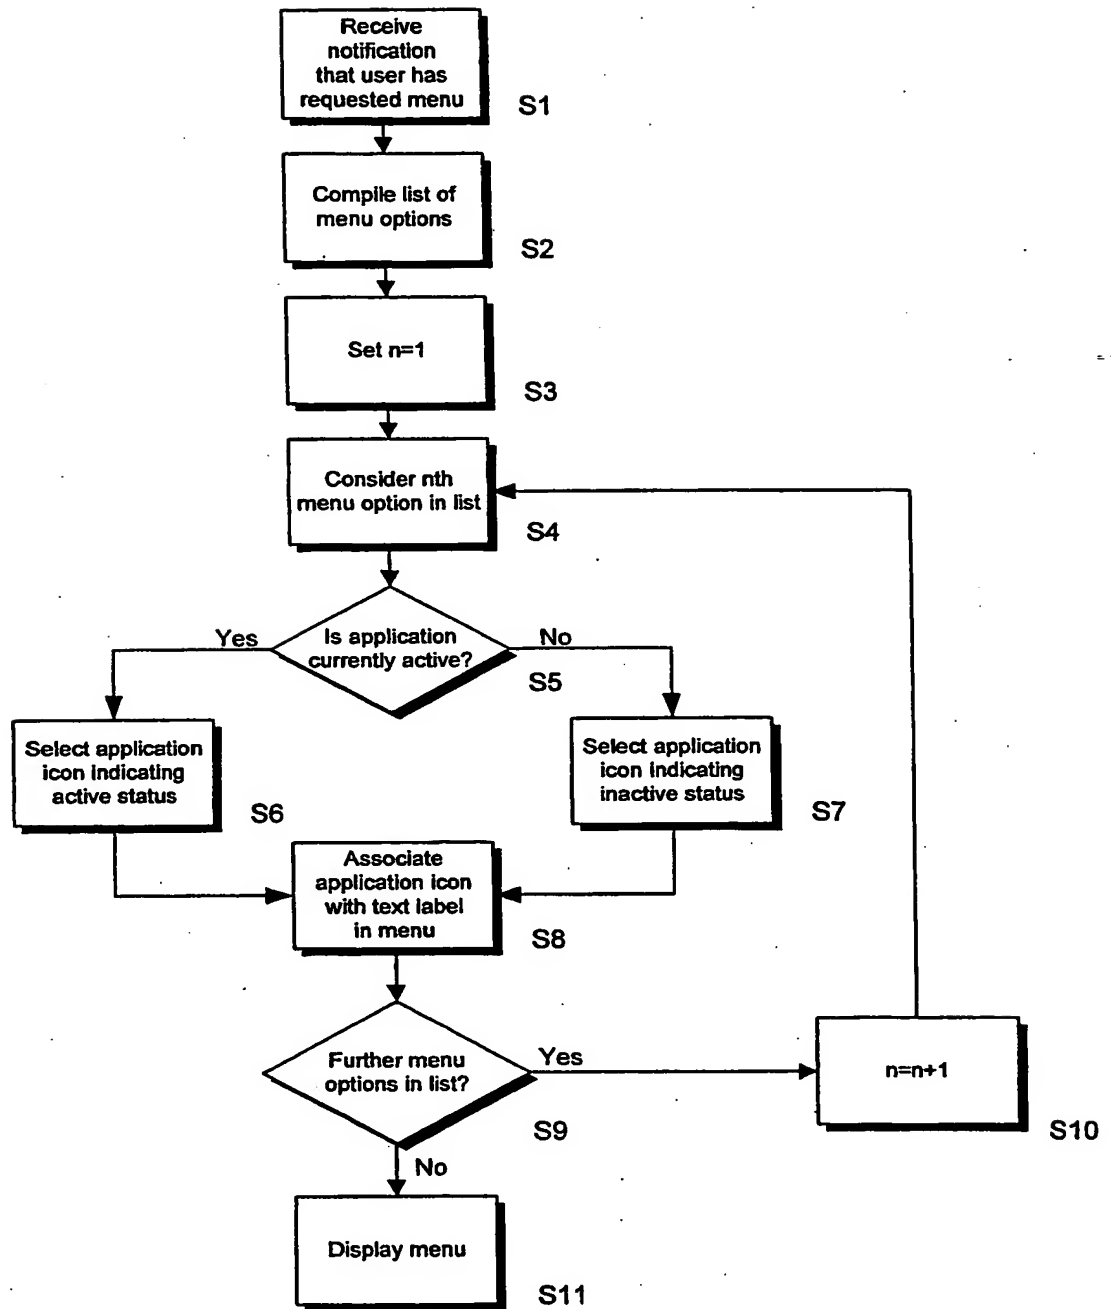 Receive
notification
that user has
requested menu
S1
Compile list of
menu options
S2
Set n=1
S3
Consider nth
menu option in list
S4
Is application
currently active?
Yes
No
S5
Select application
icon indicating
active status
S6
Select application
icon indicating
inactive status
S7
Associate
application icon
with text label
in menu
S8
Further menu
options in list?
Yes
S9
n=n+1
S10
No
Display menu
S11